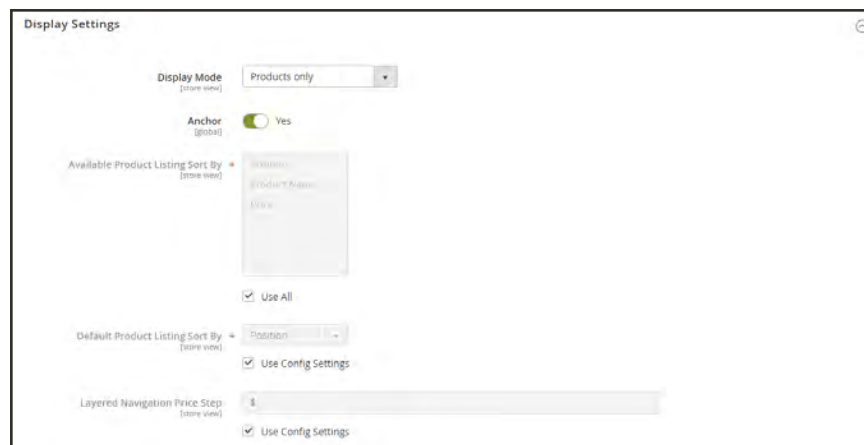 Display Settings
Display Mode
[store view]
Products only
Anchor
[global]
Yes
Available Product Listing Sort By *
[store view]
Position
Product Name
Price
Use All
Default Product Listing Sort By *
[store view]
Position
Use Config Settings
Layered Navigation Price Step
[store view]
$
Use Config Settings